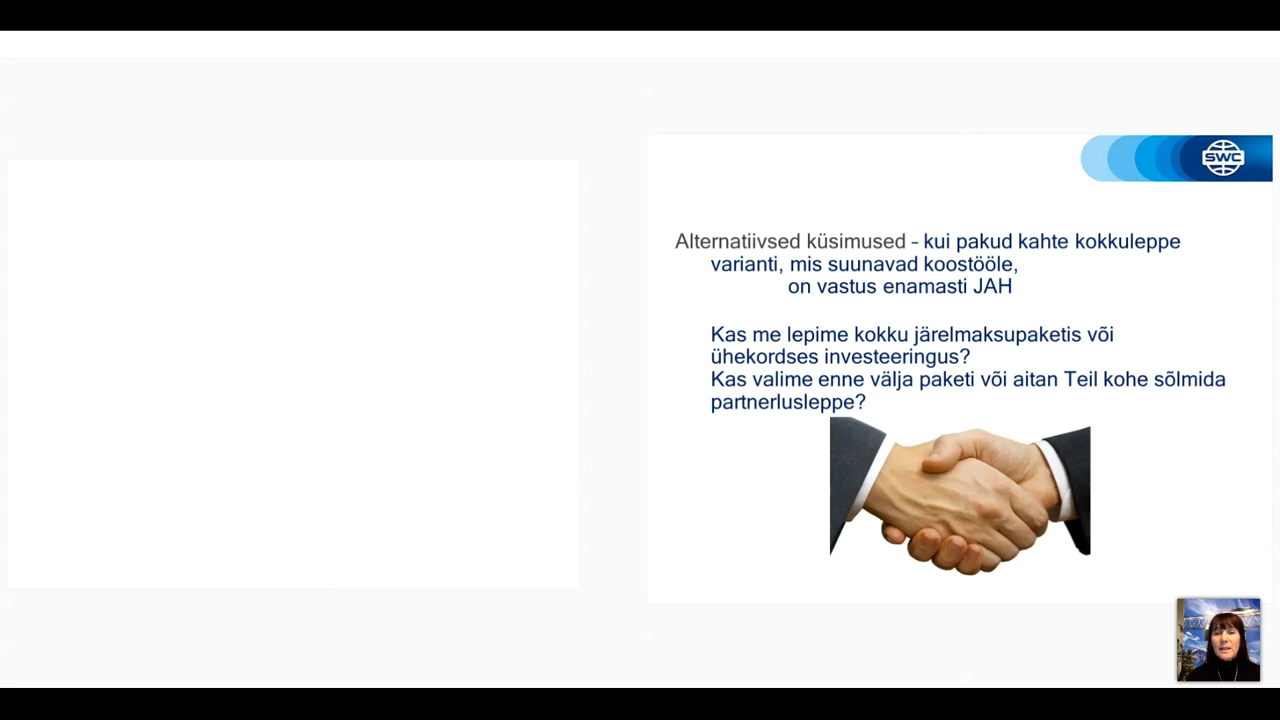 SWC
Alternatiivsed küsimused – kui pakud kahte kokkuleppe
varianti, mis suunavad koostööle,
on vastus enamasti JAH
Kas me lepime kokku järelmaksupaketis või
ühekordses investeeringus?
Kas valime enne välja paketi või aitan Teil kohe sõlmida
partnerlusleppe?